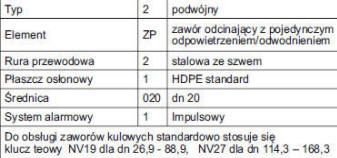 Typ 2 podwójny
Element ZP zawór odcinający z pojedynczym
odpowietrzeniem/odwodnieniem
Rura przewodowa 2 stalowa ze szwem
Płaszcz osłonowy 1 HDPE standard
Średnica 020 dn 20
System alarmowy 1 Impulsowy
Do obsługi zaworów kulowych standardowo stosuje się
klucz teowy NV19 dla dn 26,9 - 88,9, NV27 dla dn 114,3 – 168,3